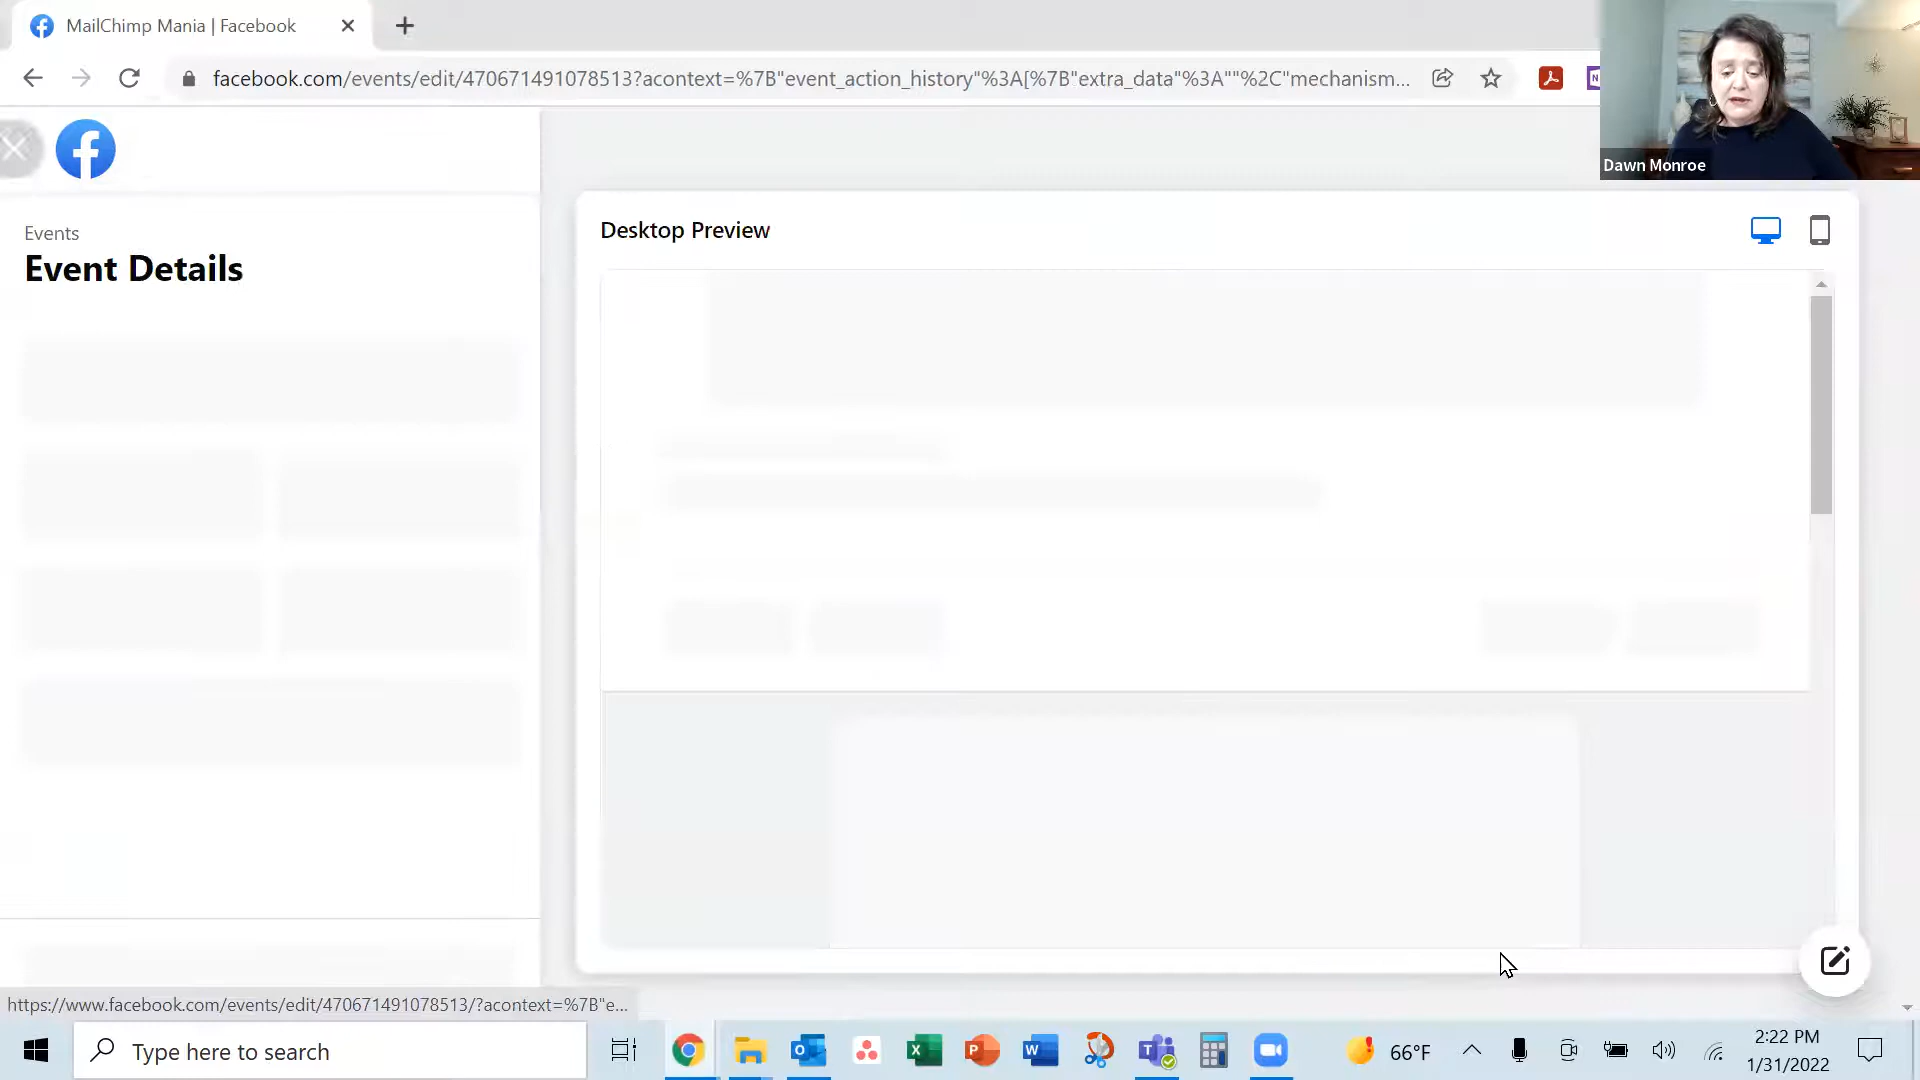 MailChimp Mania | Facebook
facebook.com/events/edit/470671491078513?acontext=%7B"event_action_history"%3A[%7B"extra_data"%3A""%2C"mechanism...
Dawn Monroe
Events
Event Details
Desktop Preview
https://www.facebook.com/events/edit/470671491078513/?acontext=%7B"e...
Type here to search
66°F
2:22 PM
1/31/2022